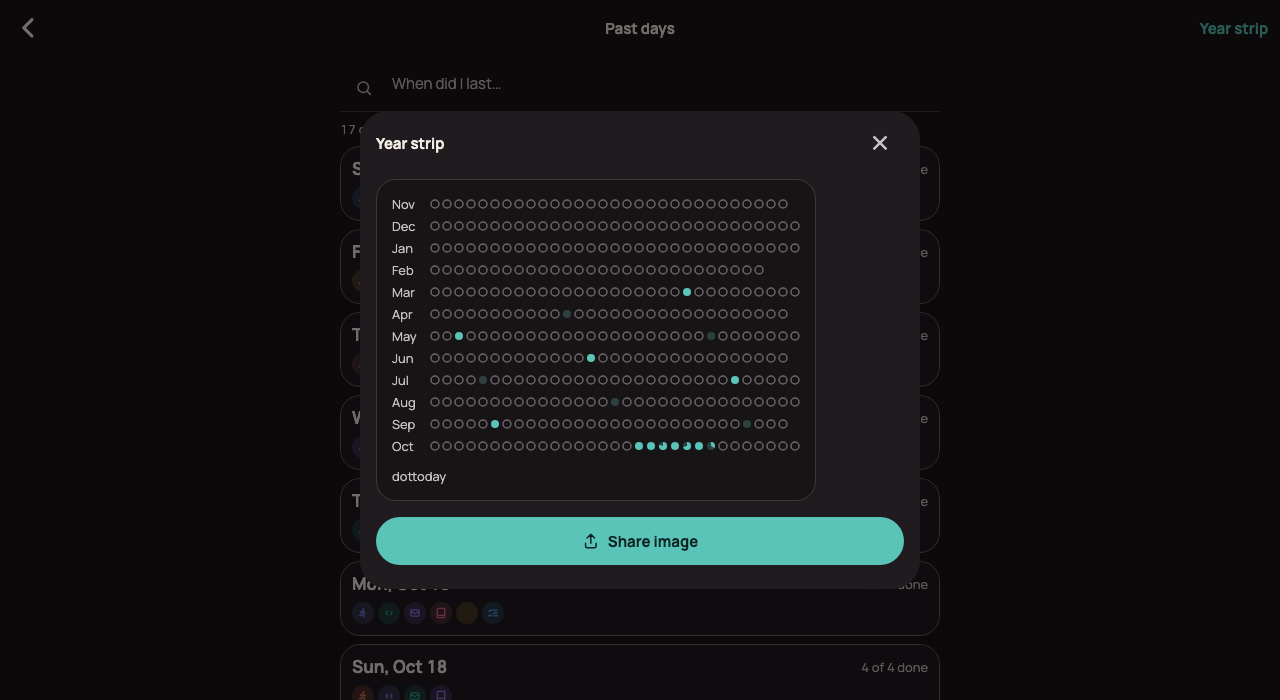 Past days
Year strip
When did I last…
17
Year strip
Nov
Dec
Jan
Feb
Mar
Apr
May
Jun
Jul
Aug
Sep
Oct
dottoday
Share image
done
Sun, Oct 18
4 of 4 done